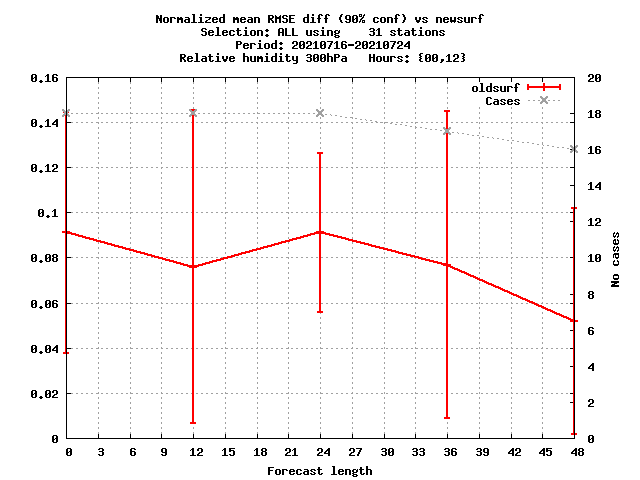 Normalized mean RMSE diff (90% conf) vs newsurf
Selection: ALL using    31 stations
Period: 20210716-20210724
Relative humidity 300hPa   Hours: {00,12}
oldsurf
Cases
0.16
0.14
0.12
0.1
0.08
0.06
0.04
0.02
0
20
18
16
14
12
10
8
6
4
2
0
No cases
0 3 6 9 12 15 18 21 24 27 30 33 36 39 42 45 48
Forecast length